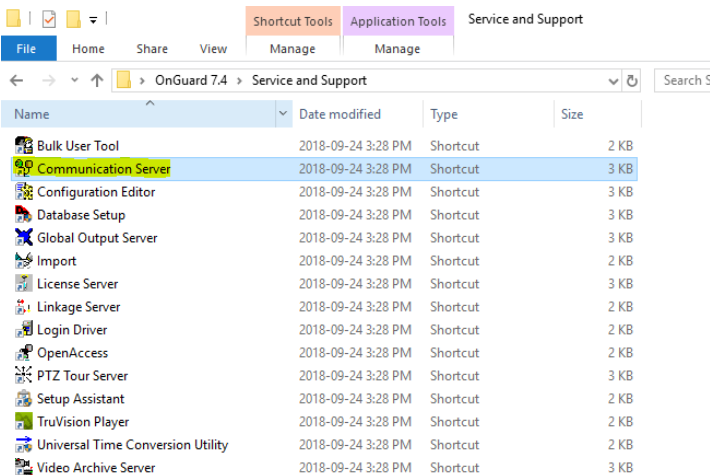 Shortcut Tools Application Tools Service and Support
File Home Share View Manage Manage
OnGuard 7.4 Service and Support Search S
Name Date modified Type Size
Bulk User Tool 2018-09-24 3:28 PM Shortcut 2 KB
Communication Server 2018-09-24 3:28 PM Shortcut 3 KB
Configuration Editor 2018-09-24 3:28 PM Shortcut 3 KB
Database Setup 2018-09-24 3:28 PM Shortcut 3 KB
Global Output Server 2018-09-24 3:28 PM Shortcut 3 KB
Import 2018-09-24 3:28 PM Shortcut 2 KB
License Server 2018-09-24 3:28 PM Shortcut 3 KB
Linkage Server 2018-09-24 3:28 PM Shortcut 2 KB
Login Driver 2018-09-24 3:28 PM Shortcut 2 KB
OpenAccess 2018-09-24 3:28 PM Shortcut 2 KB
PTZ Tour Server 2018-09-24 3:28 PM Shortcut 3 KB
Setup Assistant 2018-09-24 3:28 PM Shortcut 2 KB
TruVision Player 2018-09-24 3:28 PM Shortcut 2 KB
Universal Time Conversion Utility 2018-09-24 3:28 PM Shortcut 2 KB
Video Archive Server 2018-09-24 3:28 PM Shortcut 3 KB